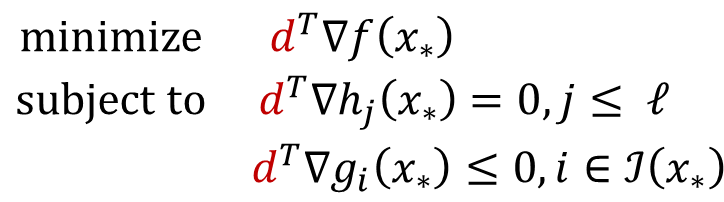 minimize d^T∇f(x_*)
subject to d^T∇h_j(x_*) = 0, j ≤ ℓ
d^T∇g_i(x_*) ≤ 0, i ∈ ℐ(x_*)